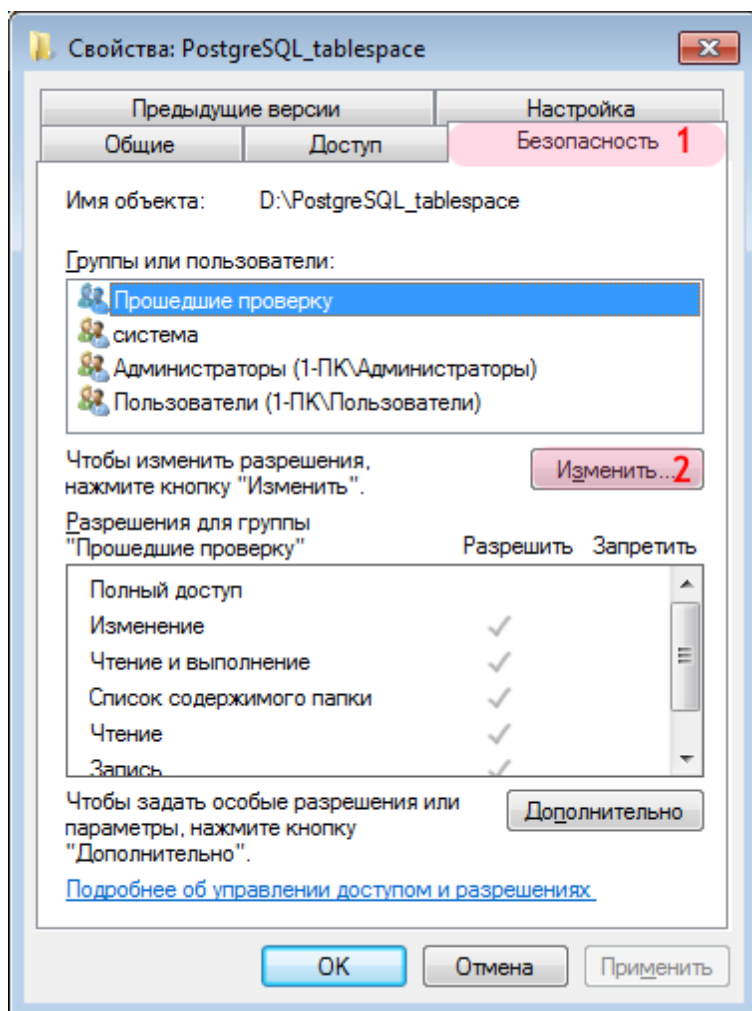 Свойства: PostgreSQL_tablespace
Предыдущие версии Настройка
Общие Доступ Безопасность 1
Имя объекта: D:\PostgreSQL_tablespace
Группы или пользователи:
Прошедшие проверку
система
Администраторы (1-ПК\Администраторы)
Пользователи (1-ПК\Пользователи)
Чтобы изменить разрешения,
нажмите кнопку "Изменить".
Изменить... 2
Разрешения для группы
"Прошедшие проверку" Разрешить Запретить
Полный доступ
Изменение
Чтение и выполнение
Список содержимого папки
Чтение
Запись
Чтобы задать особые разрешения или
параметры, нажмите кнопку
"Дополнительно".
Дополнительно
Подробнее об управлении доступом и разрешениях
OK Отмена Применить